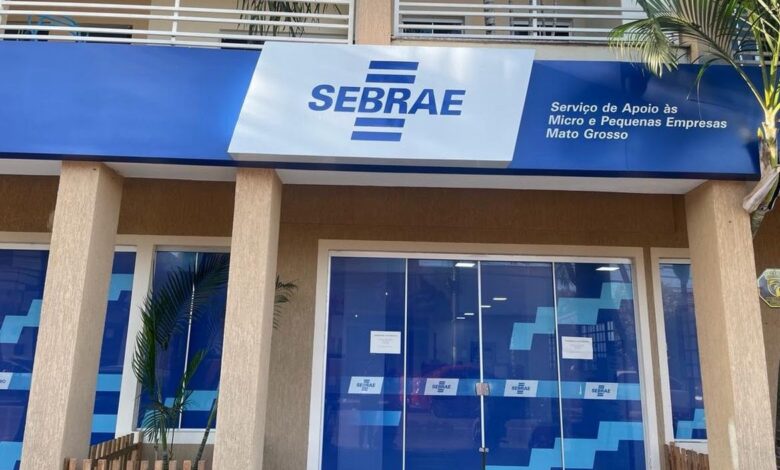 SEBRAE
Serviço de Apoio às
Micro e Pequenas Empresas
Mato Grosso
SEBRAE
SEBRAE
SEBRAE
SEBRAE